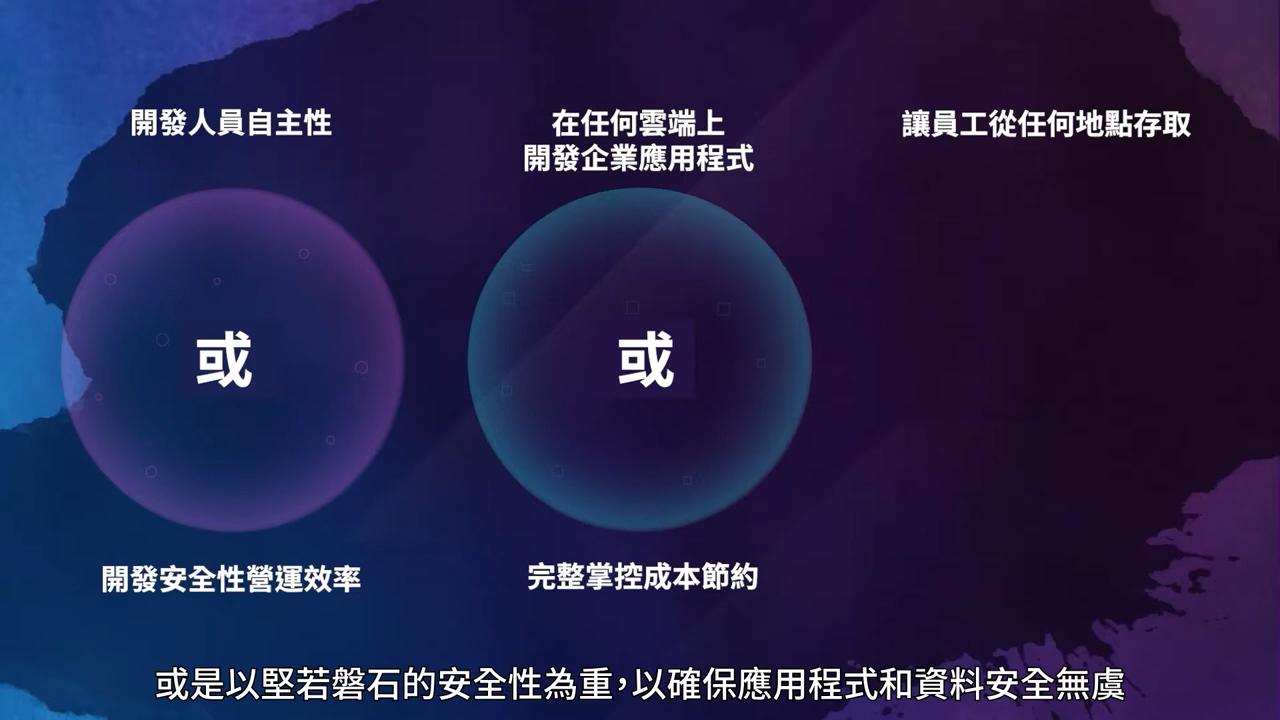 開發人員自主性
在任何雲端上
開發企業應用程式
讓員工從任何地點存取
或
或
開發安全性營運效率
完整掌控成本節約
或是以堅若磐石的安全性為重，以確保應用程式和資料安全無虞